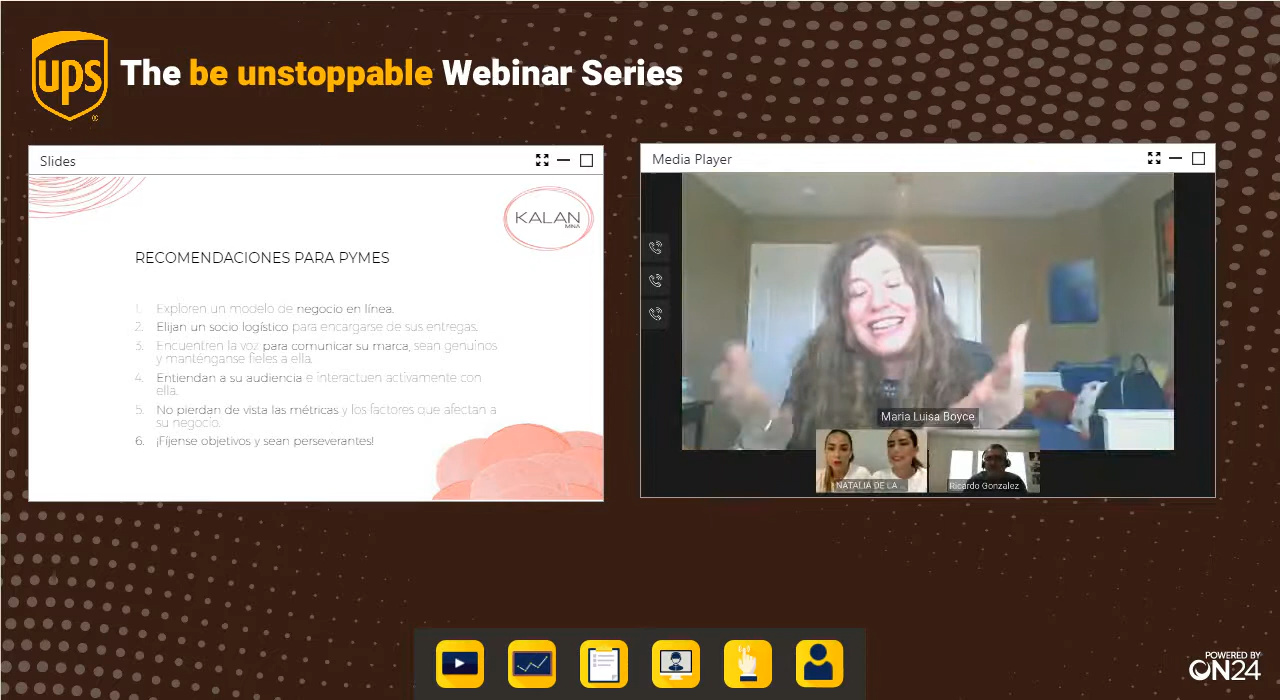 ups
The be unstoppable Webinar Series
®
Slides
Media Player
KALAN
MNA
RECOMENDACIONES PARA PYMES
1. Exploren un modelo de negocio en línea.
2. Elijan un socio logístico para encargarse de sus entregas.
3. Encuentren la voz para comunicar su marca, sean genuinos
y manténganse fieles a ella.
4. Entiendan a su audiencia e interactuen activamente con
ella.
5. No pierdan de vista las métricas y los factores que afectan a
su negocio.
6. ¡Fíjense objetivos y sean perseverantes!
Maria Luisa Boyce
NATALIA DE LA ...
Ricardo Gonzalez
POWERED BY
ON24